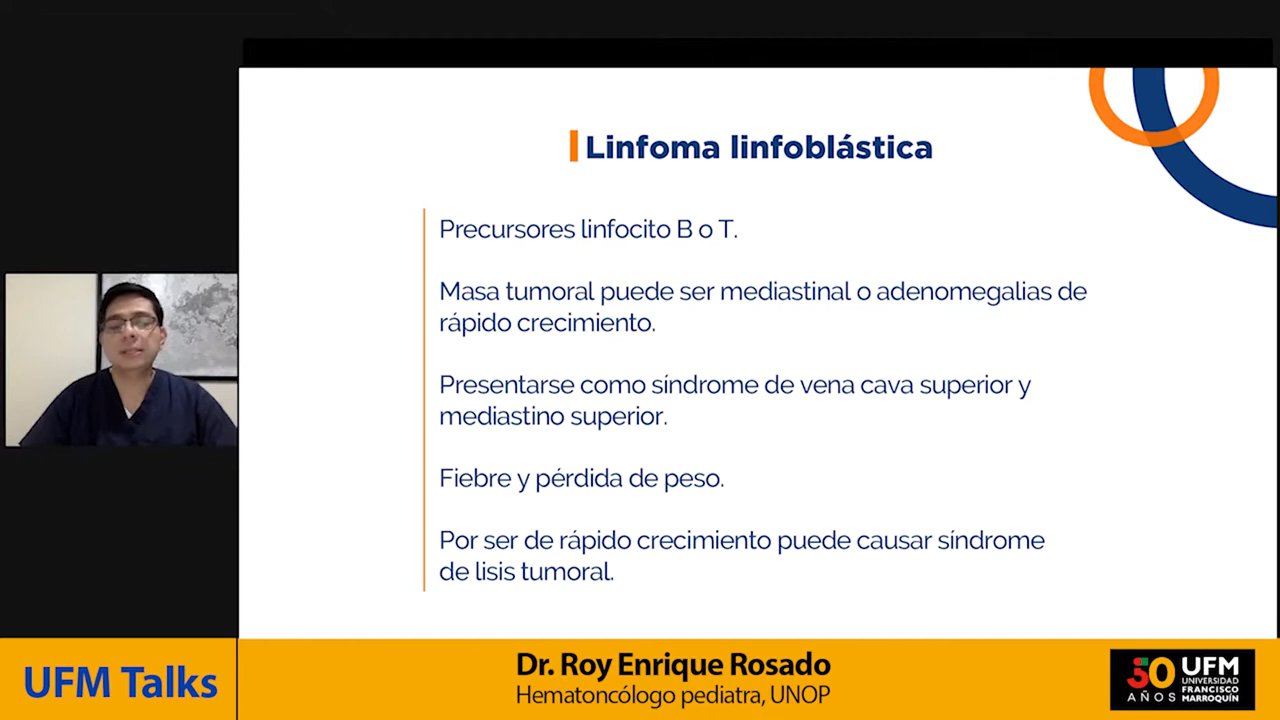 Linfoma linfoblástica
Precursores linfocito B o T.
Masa tumoral puede ser mediastinal o adenomegalias de
rápido crecimiento.
Presentarse como síndrome de vena cava superior y
mediastino superior.
Fiebre y pérdida de peso.
Por ser de rápido crecimiento puede causar síndrome
de lisis tumoral.
UFM Talks
Dr. Roy Enrique Rosado
Hematoncólogo pediatra, UNOP
50
AÑOS
UFM
UNIVERSIDAD
FRANCISCO
MARROQUÍN